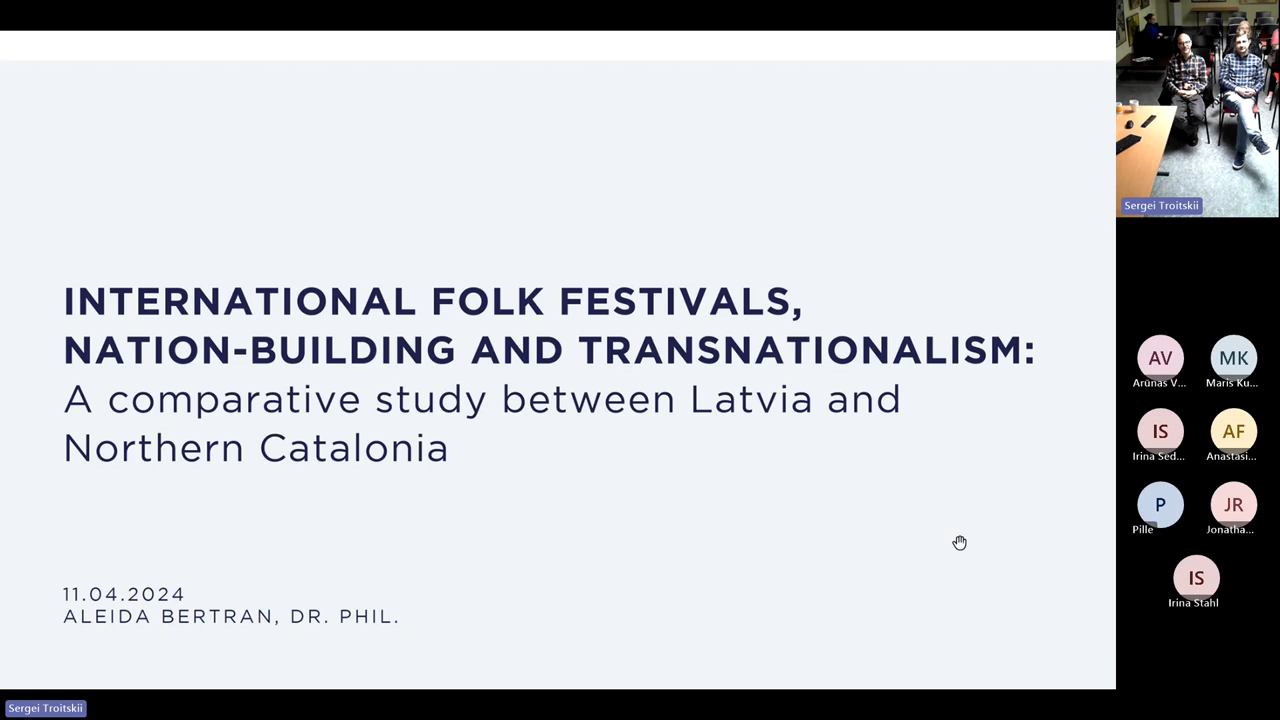 INTERNATIONAL FOLK FESTIVALS,
NATION-BUILDING AND TRANSNATIONALISM:
A comparative study between Latvia and
Northern Catalonia
11.04.2024
ALEIDA BERTRAN, DR. PHIL.
Sergei Troitskii
Sergei Troitskii
AV
Arūnas V...
MK
Maris Ku...
IS
Irina Sed...
AF
Anastasi...
P
Pille
JR
Jonatha...
IS
Irina Stahl